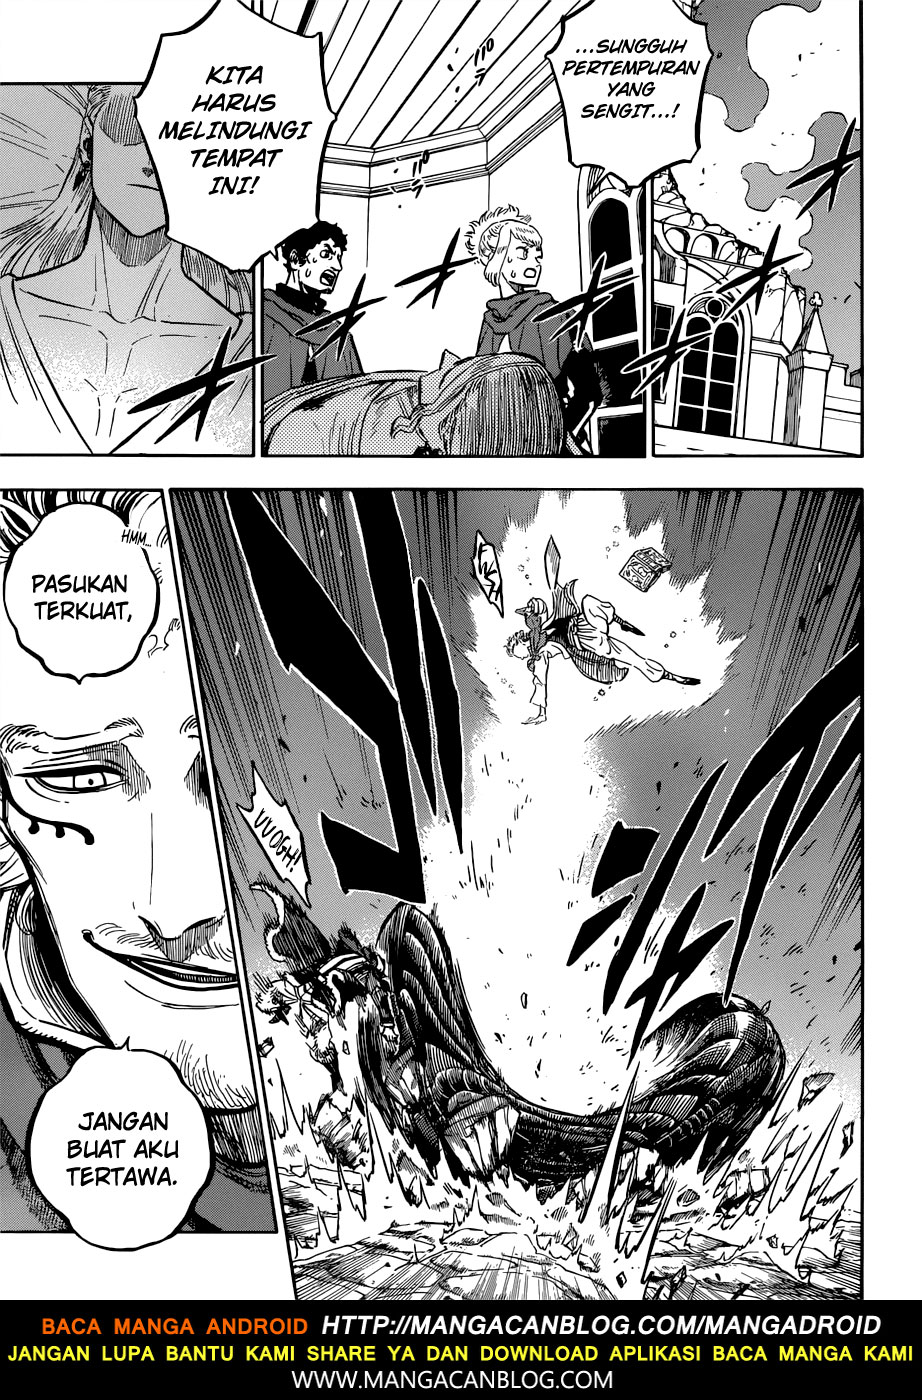 ...SUNGGUH
PERTEMPURAN
YANG
SENGIT...!
KITA
HARUS
MELINDUNGI
TEMPAT
INI!
VUOGH!
HMM...
PASUKAN
TERKUAT,
JANGAN
BUAT AKU
TERTAWA.
BACA MANGA ANDROID HTTP://MANGACANBLOG.COM/MANGADROID
JANGAN LUPA BANTU KAMI SHARE YA DAN DOWNLOAD APLIKASI BACA MANGA KAMI
WWW.MANGACANBLOG.COM